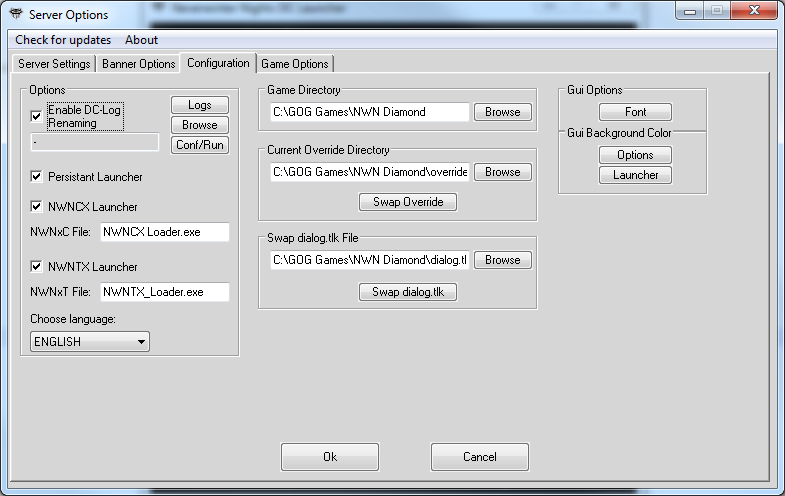 Neverwinter Nights DC Launcher
Server Options
Check for updates About
Server Settings Banner Options Configuration Game Options
Options
Enable DC-Log
Renaming
-
Logs
Browse
Conf/Run
Persistant Launcher
NWNCX Launcher
NWNxC File: NWNCX Loader.exe
NWNTX Launcher
NWNxT File: NWNTX_Loader.exe
Choose language:
ENGLISH
Game Directory
C:\GOG Games\NWN Diamond Browse
Current Override Directory
C:\GOG Games\NWN Diamond\override Browse
Swap Override
Swap dialog.tlk File
C:\GOG Games\NWN Diamond\dialog.tl Browse
Swap dialog.tlk
Gui Options
Font
Gui Background Color
Options
Launcher
Ok Cancel